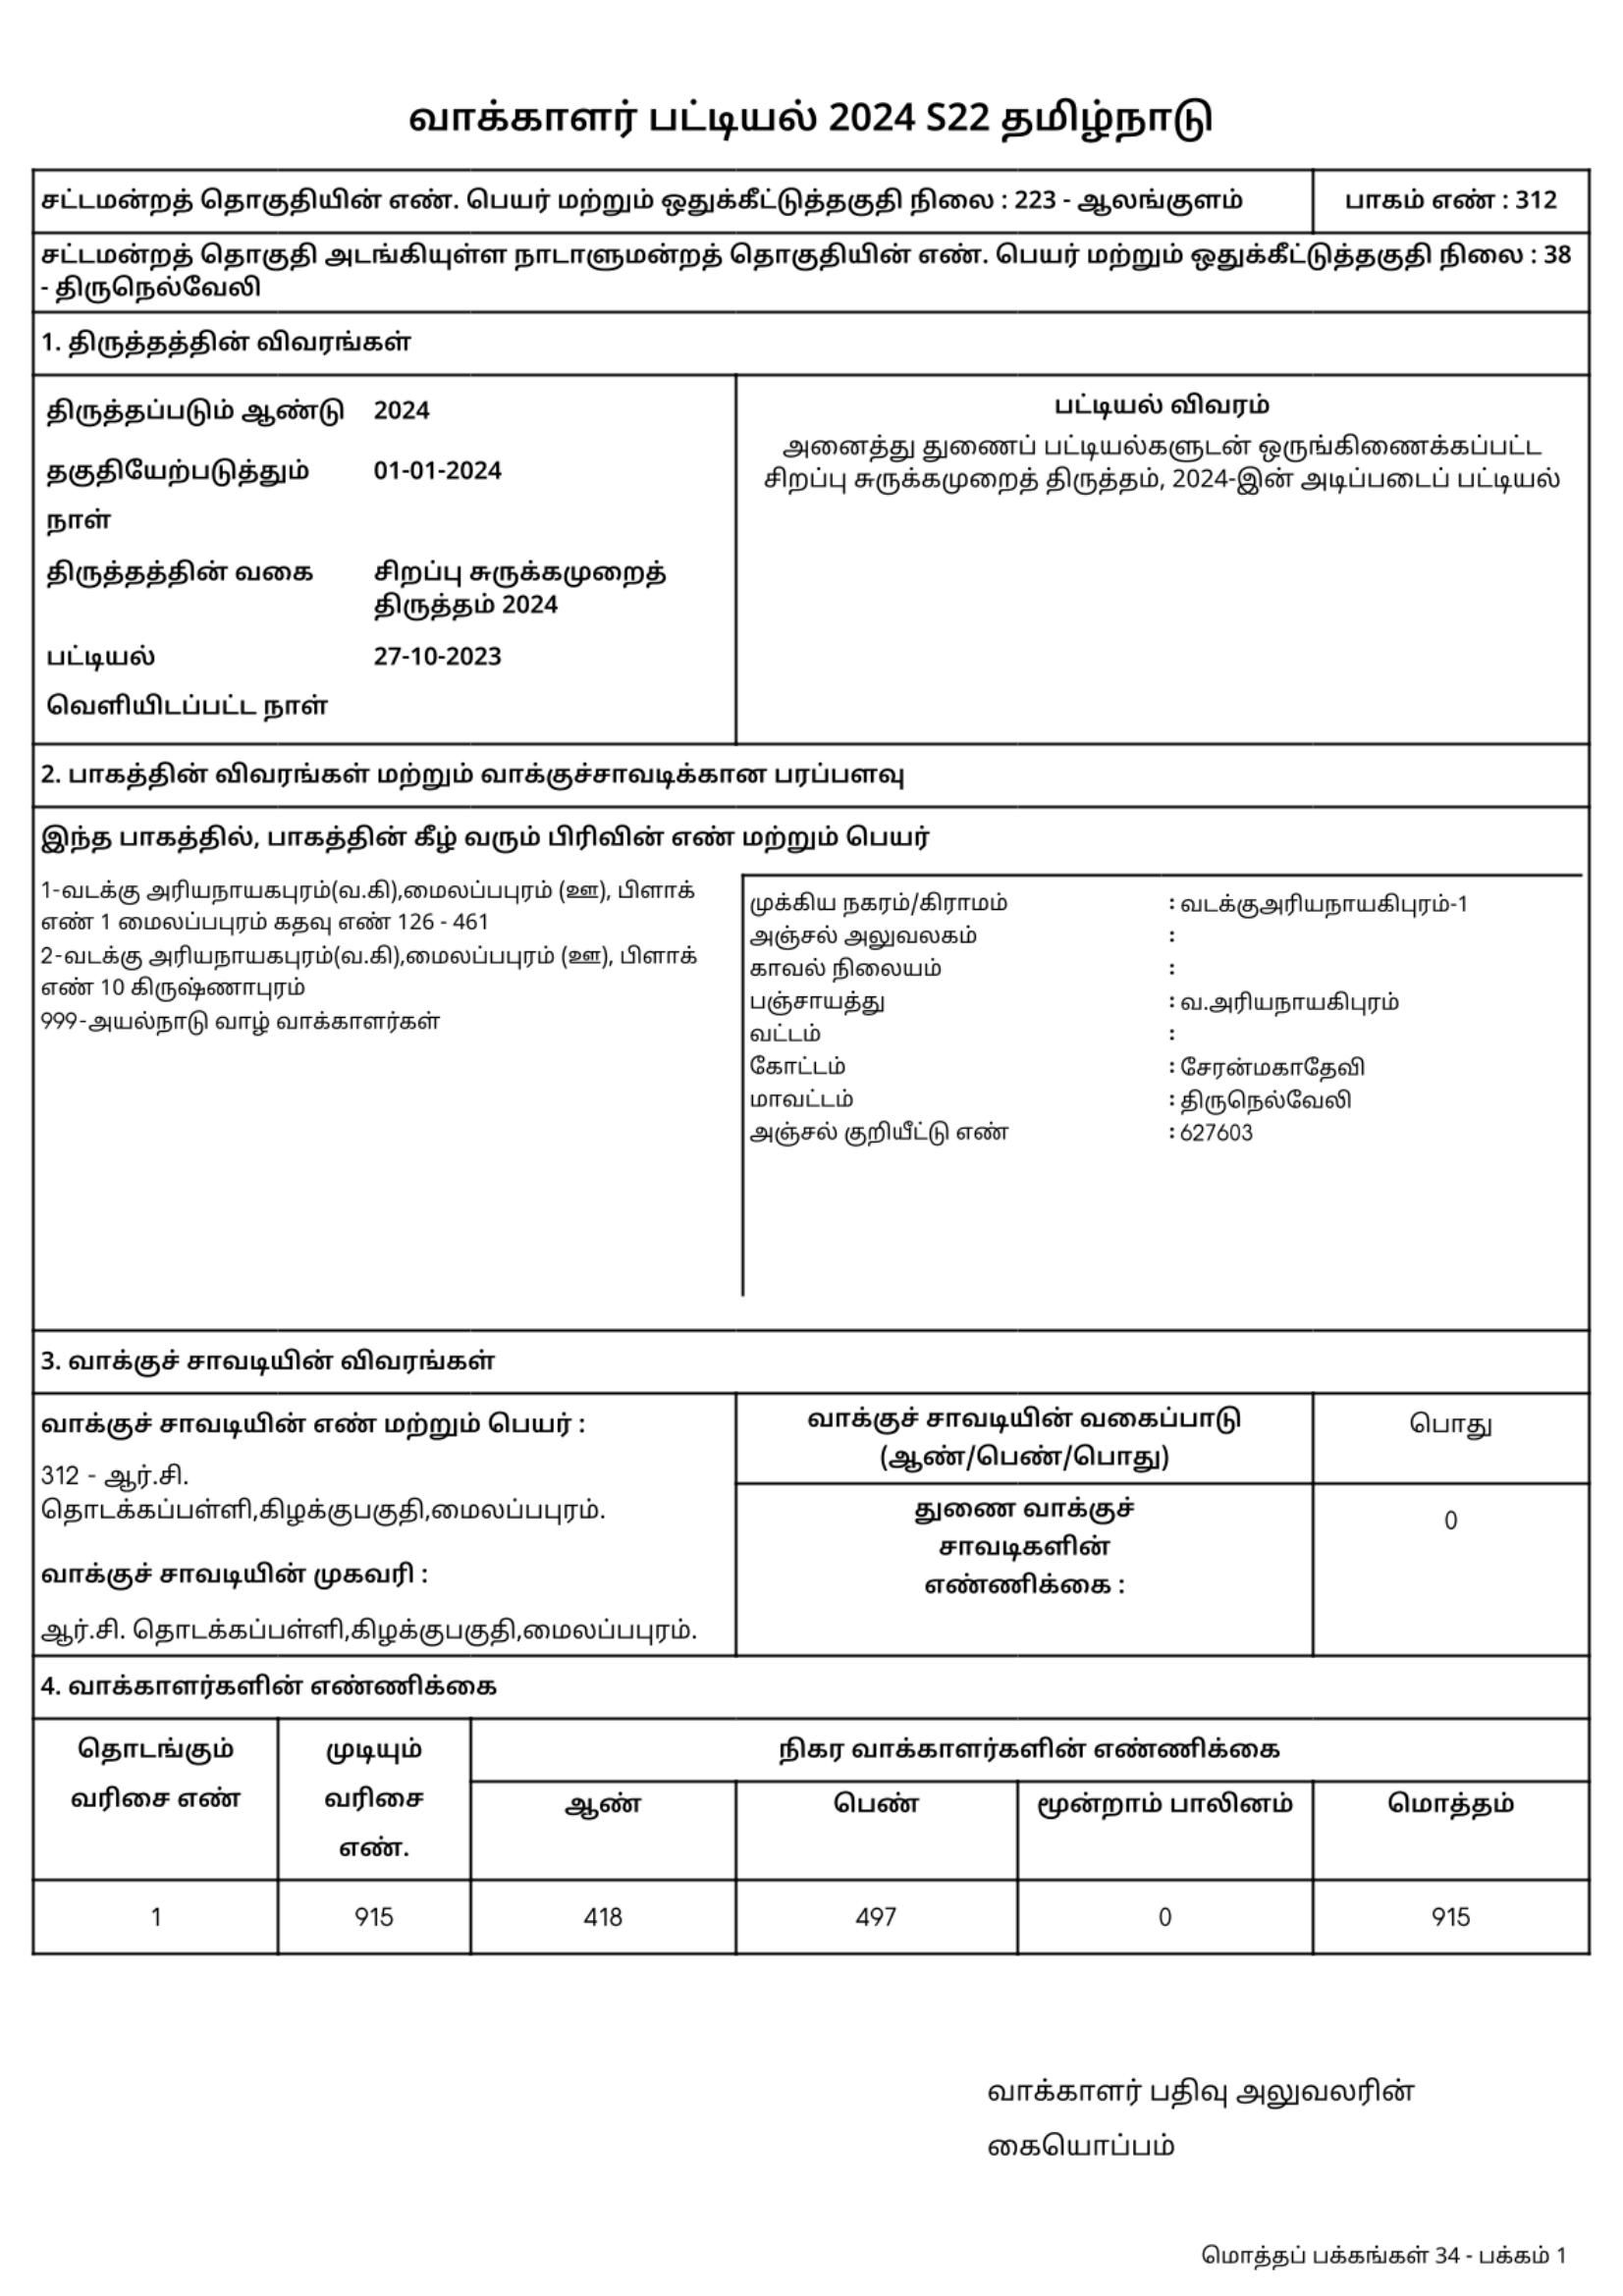 வாக்காளர் பட்டியல் 2024 S22 தமிழ்நாடு
சட்டமன்றத் தொகுதியின் எண். பெயர் மற்றும் ஒதுக்கீட்டுத்தகுதி நிலை : 223 - ஆலங்குளம்
பாகம் எண் : 312
சட்டமன்றத் தொகுதி அடங்கியுள்ள நாடாளுமன்றத் தொகுதியின் எண். பெயர் மற்றும் ஒதுக்கீட்டுத்தகுதி நிலை : 38
- திருநெல்வேலி
1. திருத்தத்தின் விவரங்கள்
திருத்தப்படும் ஆண்டு 2024
தகுதியேற்படுத்தும் 01-01-2024
நாள்
திருத்தத்தின் வகை சிறப்பு சுருக்கமுறைத்
திருத்தம் 2024
பட்டியல் 27-10-2023
வெளியிடப்பட்ட நாள்
பட்டியல் விவரம்
அனைத்து துணைப் பட்டியல்களுடன் ஒருங்கிணைக்கப்பட்ட
சிறப்பு சுருக்கமுறைத் திருத்தம், 2024-இன் அடிப்படைப் பட்டியல்
2. பாகத்தின் விவரங்கள் மற்றும் வாக்குச்சாவடிக்கான பரப்பளவு
இந்த பாகத்தில், பாகத்தின் கீழ் வரும் பிரிவின் எண் மற்றும் பெயர்
1-வடக்கு அரியநாயகபுரம்(வ.கி),மைலப்பபுரம் (ஊ), பிளாக்
எண் 1 மைலப்பபுரம் கதவு எண் 126 - 461
2-வடக்கு அரியநாயகபுரம்(வ.கி),மைலப்பபுரம் (ஊ), பிளாக்
எண் 10 கிருஷ்ணாபுரம்
999-அயல்நாடு வாழ் வாக்காளர்கள்
முக்கிய நகரம்/கிராமம் : வடக்குஅரியநாயகிபுரம்-1
அஞ்சல் அலுவலகம் :
காவல் நிலையம் :
பஞ்சாயத்து : வ.அரியநாயகிபுரம்
வட்டம் :
கோட்டம் : சேரன்மகாதேவி
மாவட்டம் : திருநெல்வேலி
அஞ்சல் குறியீட்டு எண் : 627603
3. வாக்குச் சாவடியின் விவரங்கள்
வாக்குச் சாவடியின் எண் மற்றும் பெயர் :
312 - ஆர்.சி.
தொடக்கப்பள்ளி,கிழக்குபகுதி,மைலப்பபுரம்.
வாக்குச் சாவடியின் முகவரி :
ஆர்.சி. தொடக்கப்பள்ளி,கிழக்குபகுதி,மைலப்பபுரம்.
வாக்குச் சாவடியின் வகைப்பாடு
(ஆண்/பெண்/பொது)
பொது
துணை வாக்குச்
சாவடிகளின்
எண்ணிக்கை :
0
4. வாக்காளர்களின் எண்ணிக்கை
தொடங்கும்
வரிசை எண்
முடியும்
வரிசை
எண்.
நிகர வாக்காளர்களின் எண்ணிக்கை
ஆண் பெண் மூன்றாம் பாலினம் மொத்தம்
1 915 418 497 0 915
வாக்காளர் பதிவு அலுவலரின்
கையொப்பம்
மொத்தப் பக்கங்கள் 34 - பக்கம் 1